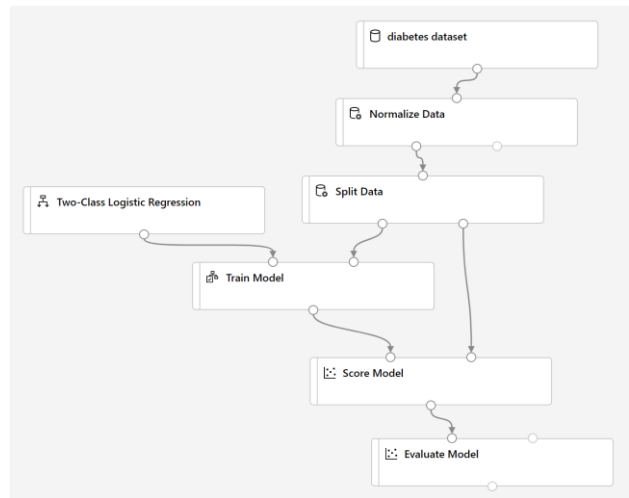 diabetes dataset
Normalize Data
Split Data
Two-Class Logistic Regression
Train Model
Score Model
Evaluate Model